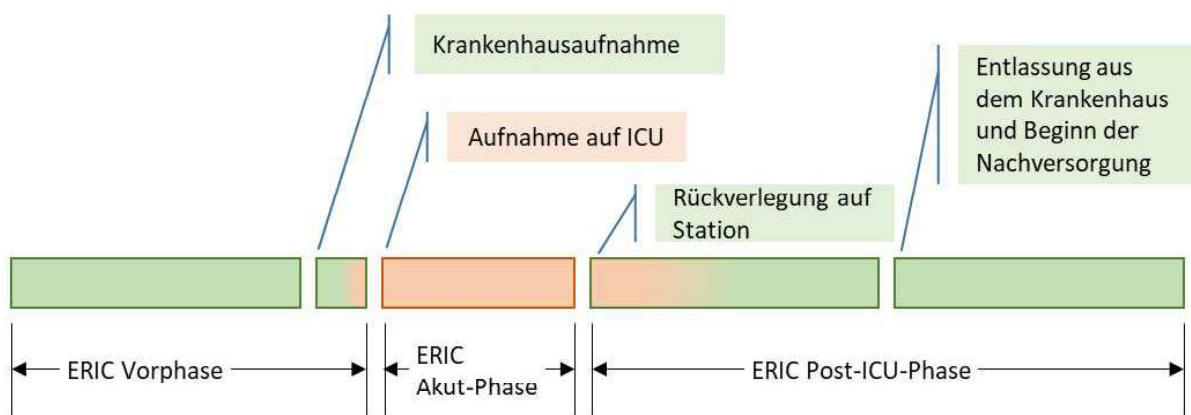 Krankenhausaufnahme
Entlassung aus
dem Krankenhaus
und Beginn der
Nachversorgung
Aufnahme auf ICU
Rückverlegung auf
Station
ERIC Vorphase
ERIC
Akut-Phase
ERIC Post-ICU-Phase